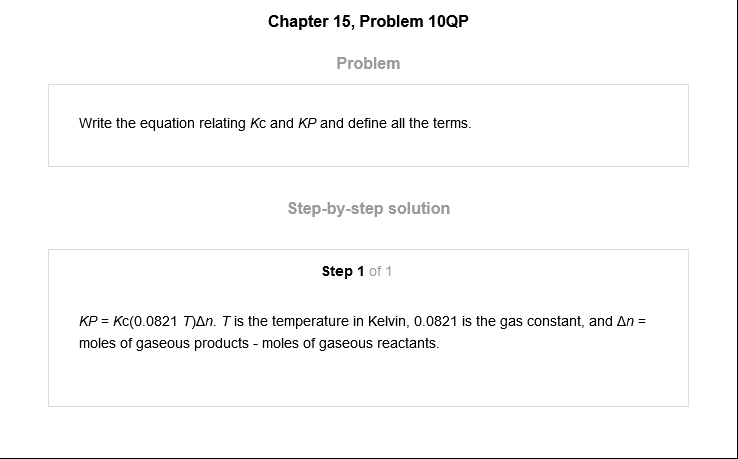 Chapter 15, Problem 10QP
Problem
Write the equation relating Kc and KP and define all the terms.
Step-by-step solution
Step 1 of 1
KP = Kc(0.0821 T)Δn. T is the temperature in Kelvin, 0.0821 is the gas constant, and Δn =
moles of gaseous products - moles of gaseous reactants.